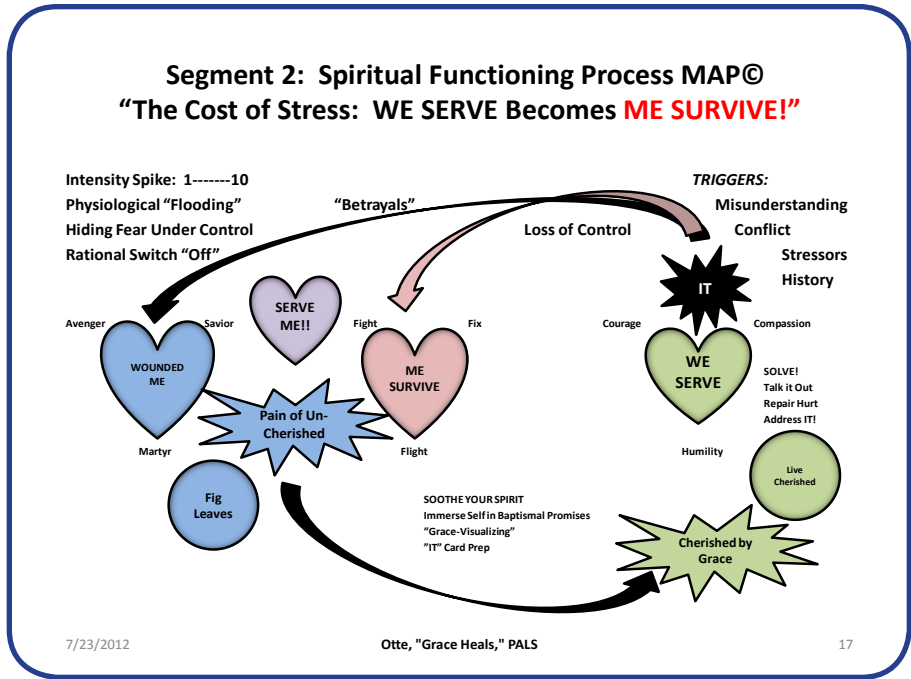 Segment 2: Spiritual Functioning Process MAP©
“The Cost of Stress: WE SERVE Becomes ME SURVIVE!”
Intensity Spike: 1-------10
Physiological “Flooding”
Hiding Fear Under Control
Rational Switch “Off”
“Betrayals”
Loss of Control
TRIGGERS:
Misunderstanding
Conflict
Stressors
History
IT
SERVE
ME!!
Avenger
Savior
WOUNDED
ME
Martyr
Fight
Fix
ME
SURVIVE
Flight
Courage
Compassion
WE
SERVE
Humility
SOLVE!
Talk it Out
Repair Hurt
Address IT!
Pain of Un-
Cherished
Fig
Leaves
Live
Cherished
SOOTHE YOUR SPIRIT
Immerse Self in Baptismal Promises
“Grace-Visualizing”
”IT” Card Prep
Cherished by
Grace
7/23/2012
Otte, "Grace Heals," PALS
17